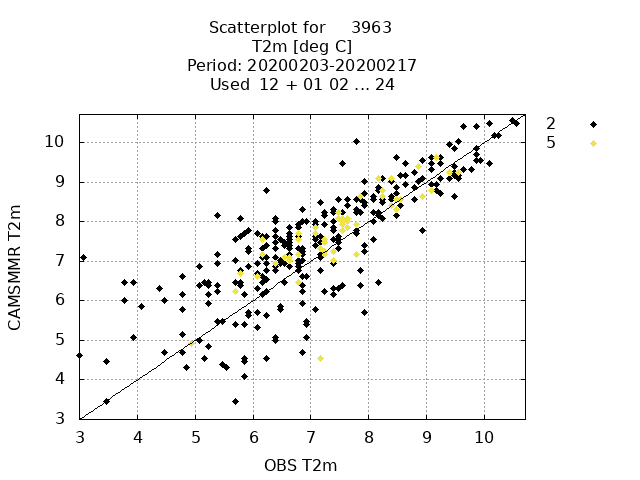 Scatterplot for 3963
T2m [deg C]
Period: 20200203-20200217
Used 12 + 01 02 ... 24
2
5
CAMSMMR T2m
10
9
8
7
6
5
4
3
3 4 5 6 7 8 9 10
OBS T2m